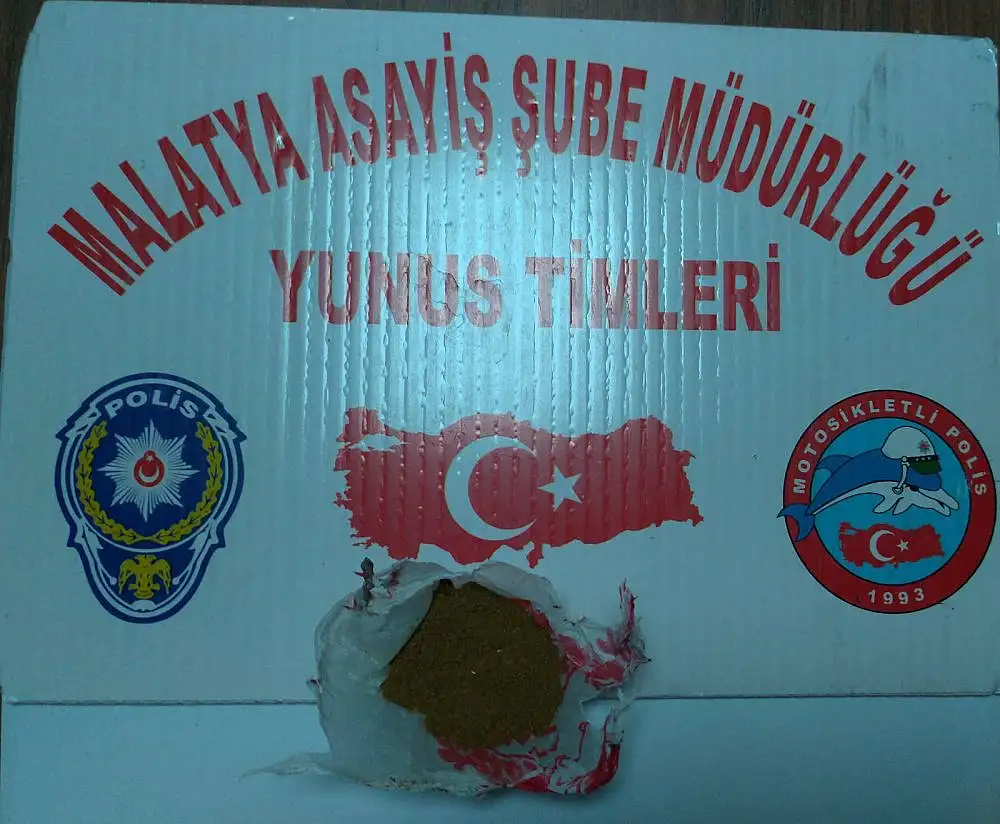 MALATYA ASAYİŞ ŞUBE MÜDÜRLÜĞÜ
YUNUS TİMLERİ
POLİS
MOTOSİKLETLİ POLİS
1993